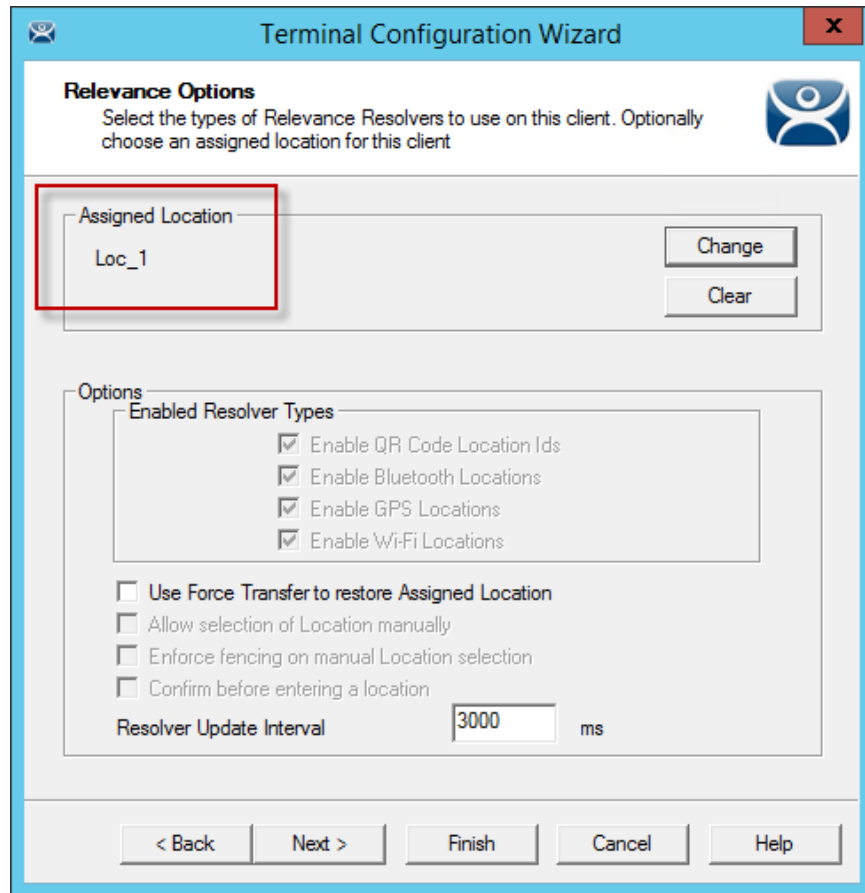 Terminal Configuration Wizard
x
Relevance Options
Select the types of Relevance Resolvers to use on this client. Optionally
choose an assigned location for this client
Assigned Location
Loc_1
Change
Clear
Options
Enabled Resolver Types
Enable QR Code Location Ids
Enable Bluetooth Locations
Enable GPS Locations
Enable Wi-Fi Locations
Use Force Transfer to restore Assigned Location
Allow selection of Location manually
Enforce fencing on manual Location selection
Confirm before entering a location
Resolver Update Interval 3000 ms
< Back Next > Finish Cancel Help